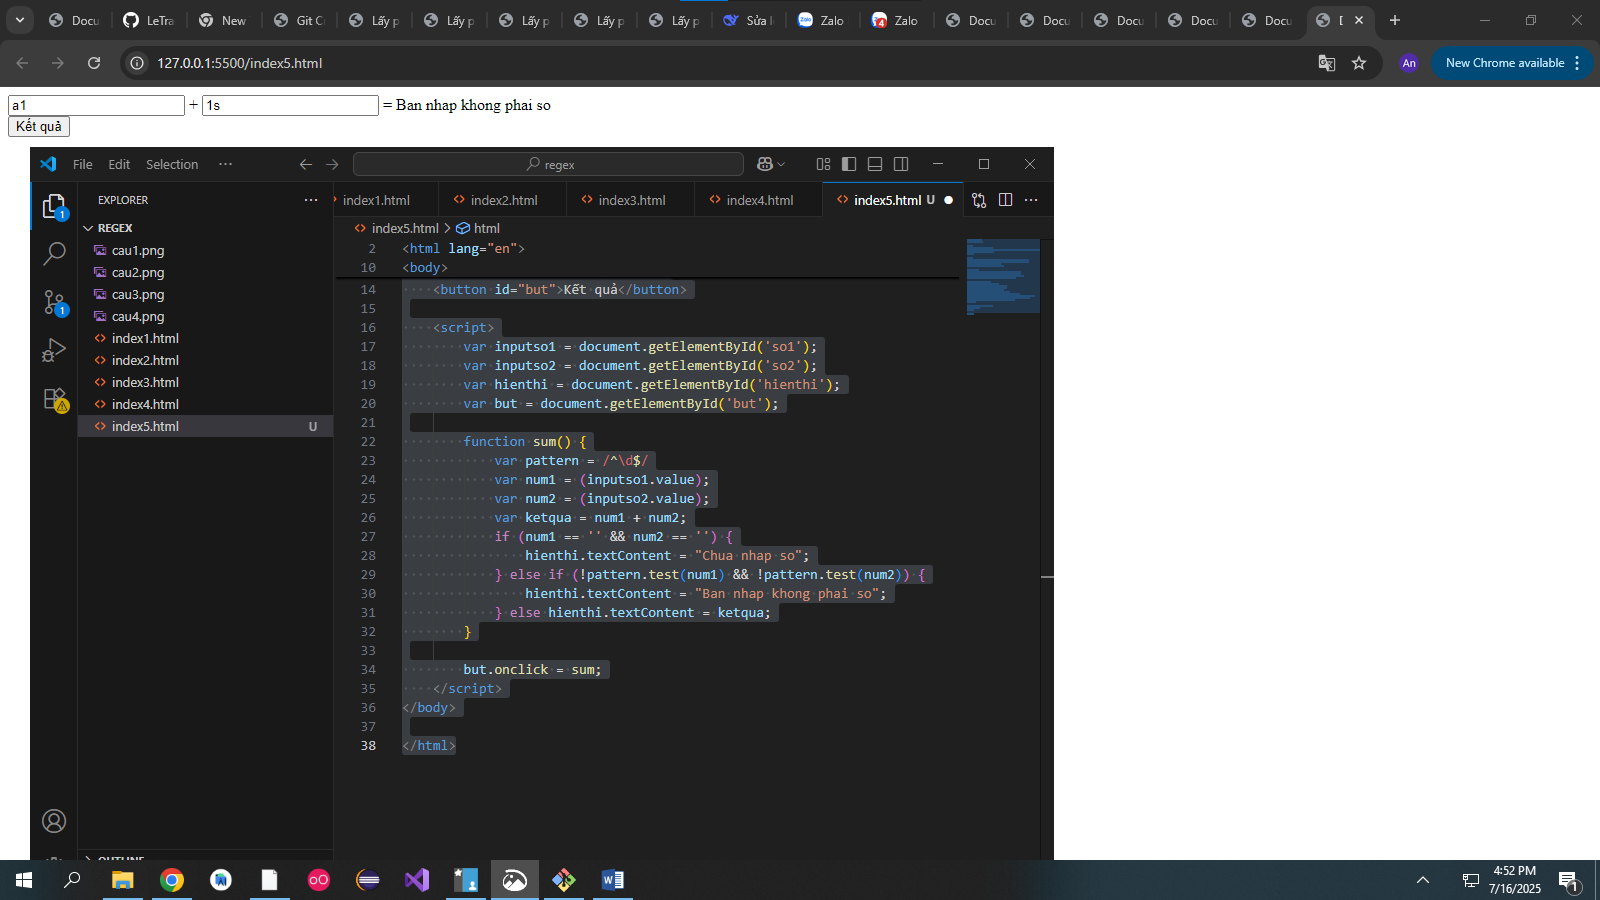 Docu
LeTra
New
Git C
Lấy p
Lấy p
Lấy p
Lấy p
Lấy p
Sửa l
Zalo
Zalo
Docu
Docu
Docu
Docu
Docu
127.0.0.1:5500/index5.html
An
New Chrome available
a1 + 1s = Ban nhap khong phai so
Kết quả
File Edit Selection ···
regex
index1.html
index2.html
index3.html
index4.html
index5.html U
EXPLORER
index5.html > html
REGEX
cau1.png
cau2.png
cau3.png
cau4.png
index1.html
index2.html
index3.html
index4.html
index5.html U
OUTLINE
2 <html lang="en">
10 <body>
14 <button id="but">Kết quả</button>
15
16 <script>
17 var inputso1 = document.getElementById('so1');
18 var inputso2 = document.getElementById('so2');
19 var hienthi = document.getElementById('hienthi');
20 var but = document.getElementById('but');
21
22 function sum() {
23 var pattern = /^\d$/
24 var num1 = (inputso1.value);
25 var num2 = (inputso2.value);
26 var ketqua = num1 + num2;
27 if (num1 == '' && num2 == '') {
28 hienthi.textContent = "Chua nhap so";
29 } else if (!pattern.test(num1) && !pattern.test(num2)) {
30 hienthi.textContent = "Ban nhap khong phai so";
31 } else hienthi.textContent = ketqua;
32 }
33
34 but.onclick = sum;
35 </script>
36 </body>
37
38 </html>
4:52 PM
7/16/2025